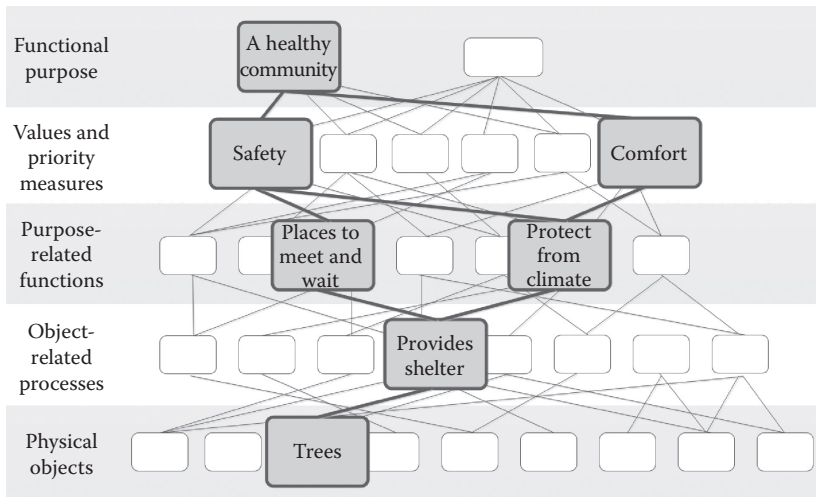 Functional
purpose
A healthy
community
Values and
priority
measures
Safety
Comfort
Purpose-
related
functions
Places to
meet and
wait
Protect
from
climate
Object-
related
processes
Provides
shelter
Physical
objects
Trees